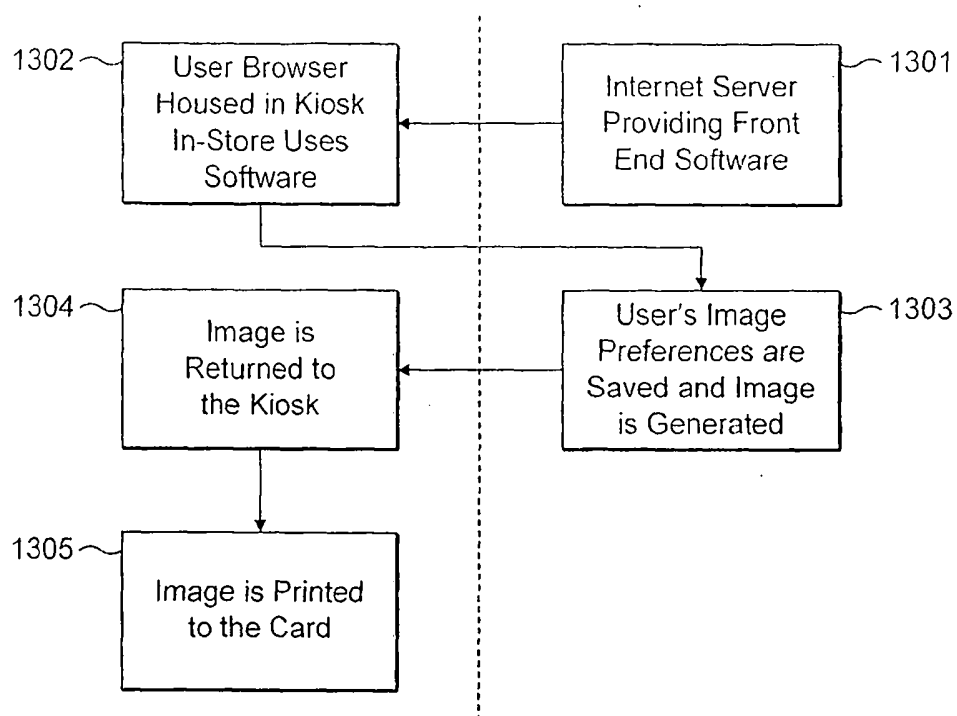 1302
User Browser
Housed in Kiosk
In-Store Uses
Software
Internet Server
Providing Front
End Software
1301
1304
Image is
Returned to
the Kiosk
User's Image
Preferences are
Saved and Image
is Generated
1303
1305
Image is Printed
to the Card